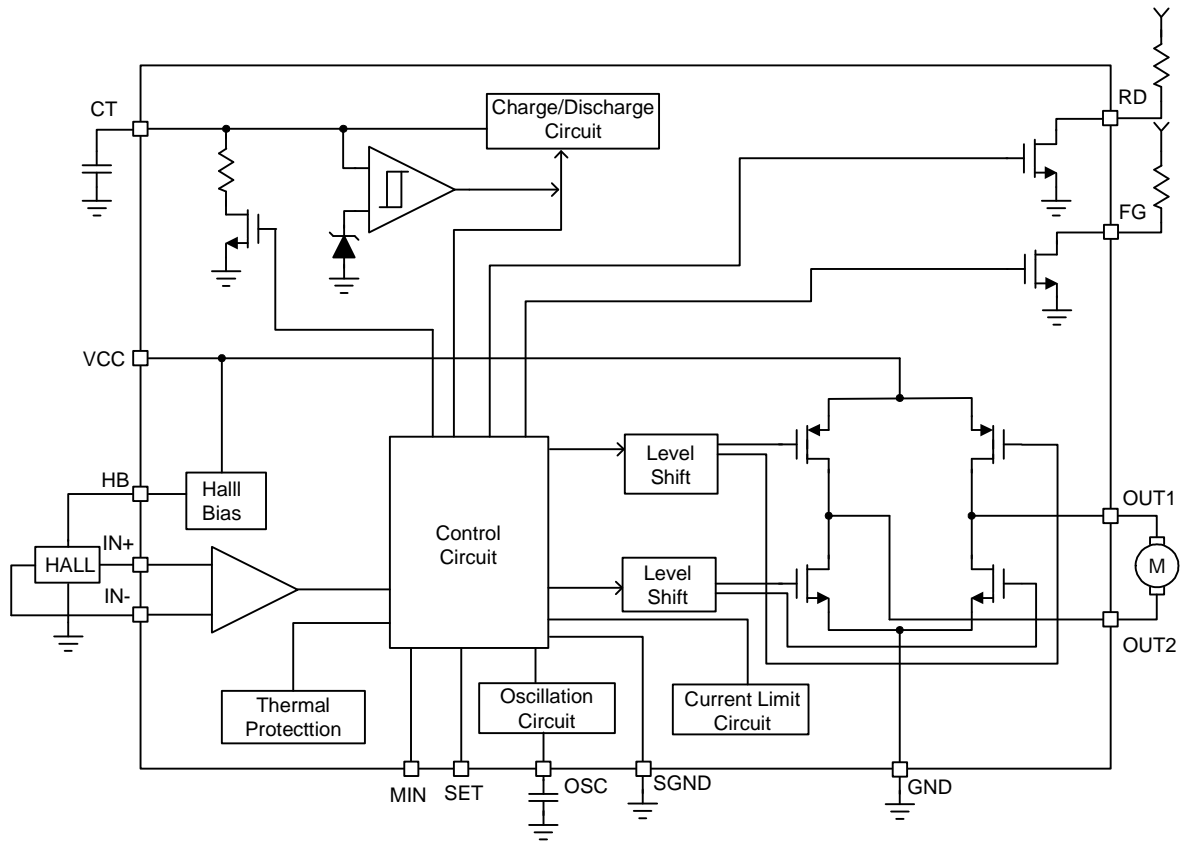 RD
Charge/Discharge
Circuit
CT
FG
VCC
HB
Halll
Bias
Level
Shift
OUT1
Control
Circuit
IN+
HALL
M
Level
Shift
IN-
OUT2
Thermal
Protecttion
Oscillation
Circuit
Current Limit
Circuit
MIN
SET
OSC
SGND
GND